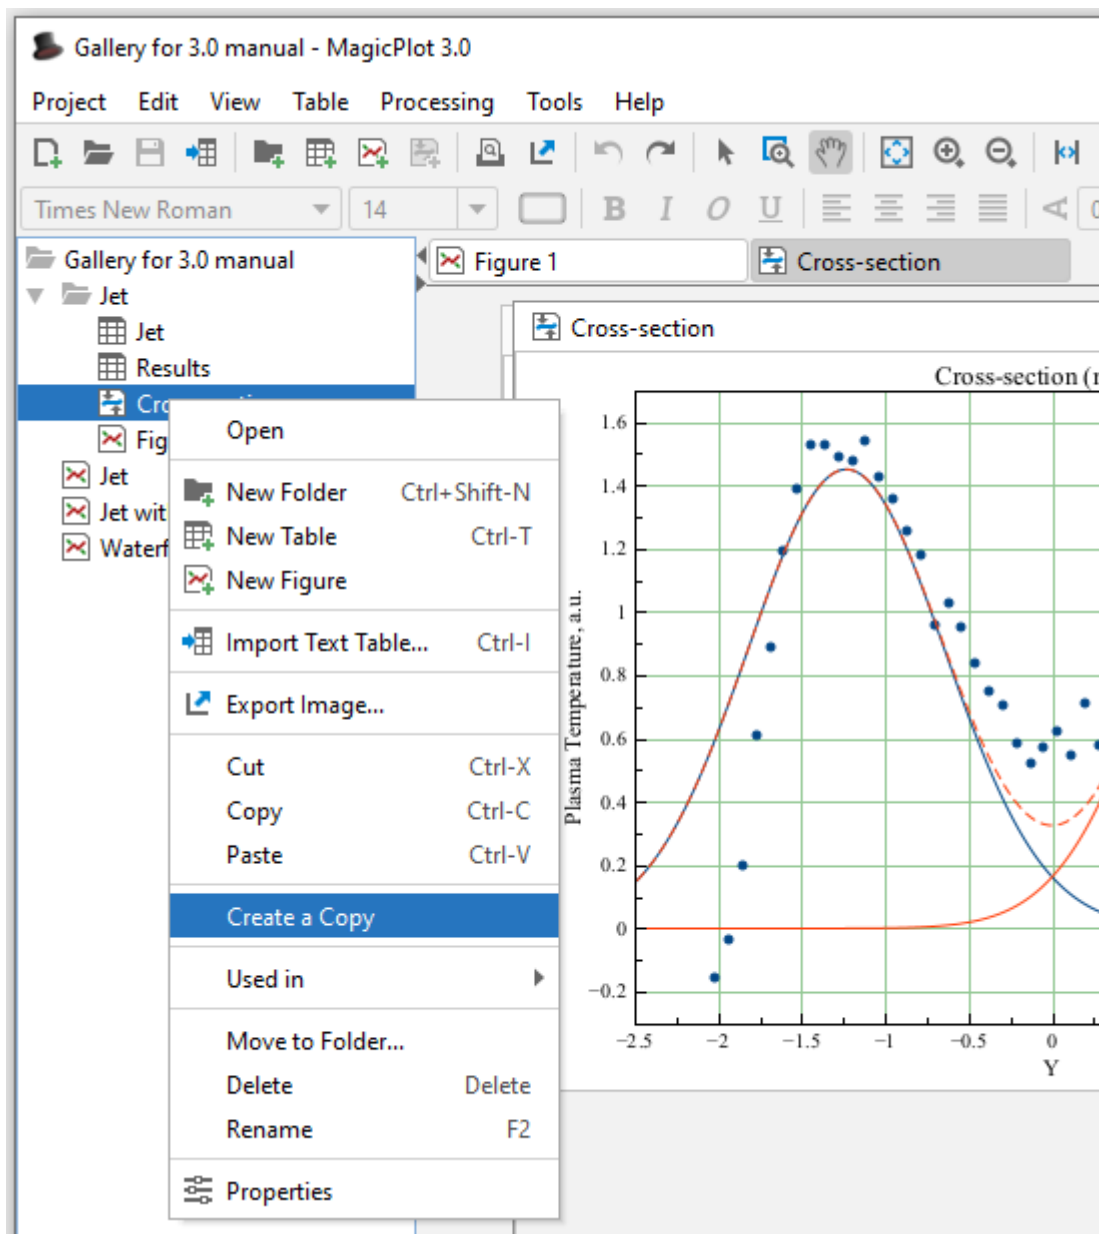 Gallery for 3.0 manual - MagicPlot 3.0
Project Edit View Table Processing Tools Help
Times New Roman 14 B I O U
Gallery for 3.0 manual
Jet
Jet
Results
Jet
Jet wit
Figure 1 Cross-section
Cross-section
Open
New Folder Ctrl+Shift-N
New Table Ctrl-T
New Figure
Import Text Table... Ctrl-I
Export Image...
Cut Ctrl-X
Copy Ctrl-C
Paste Ctrl-V
Create a Copy
Used in
Move to Folder...
Delete Delete
Rename F2
Properties
Cross-section (
Plasma Temperature, a.u.
1.6
1.4
1.2
1
0.8
0.6
0.4
0.2
0
−0.2
−2.5 −2 −1.5 −1 −0.5 0
Y